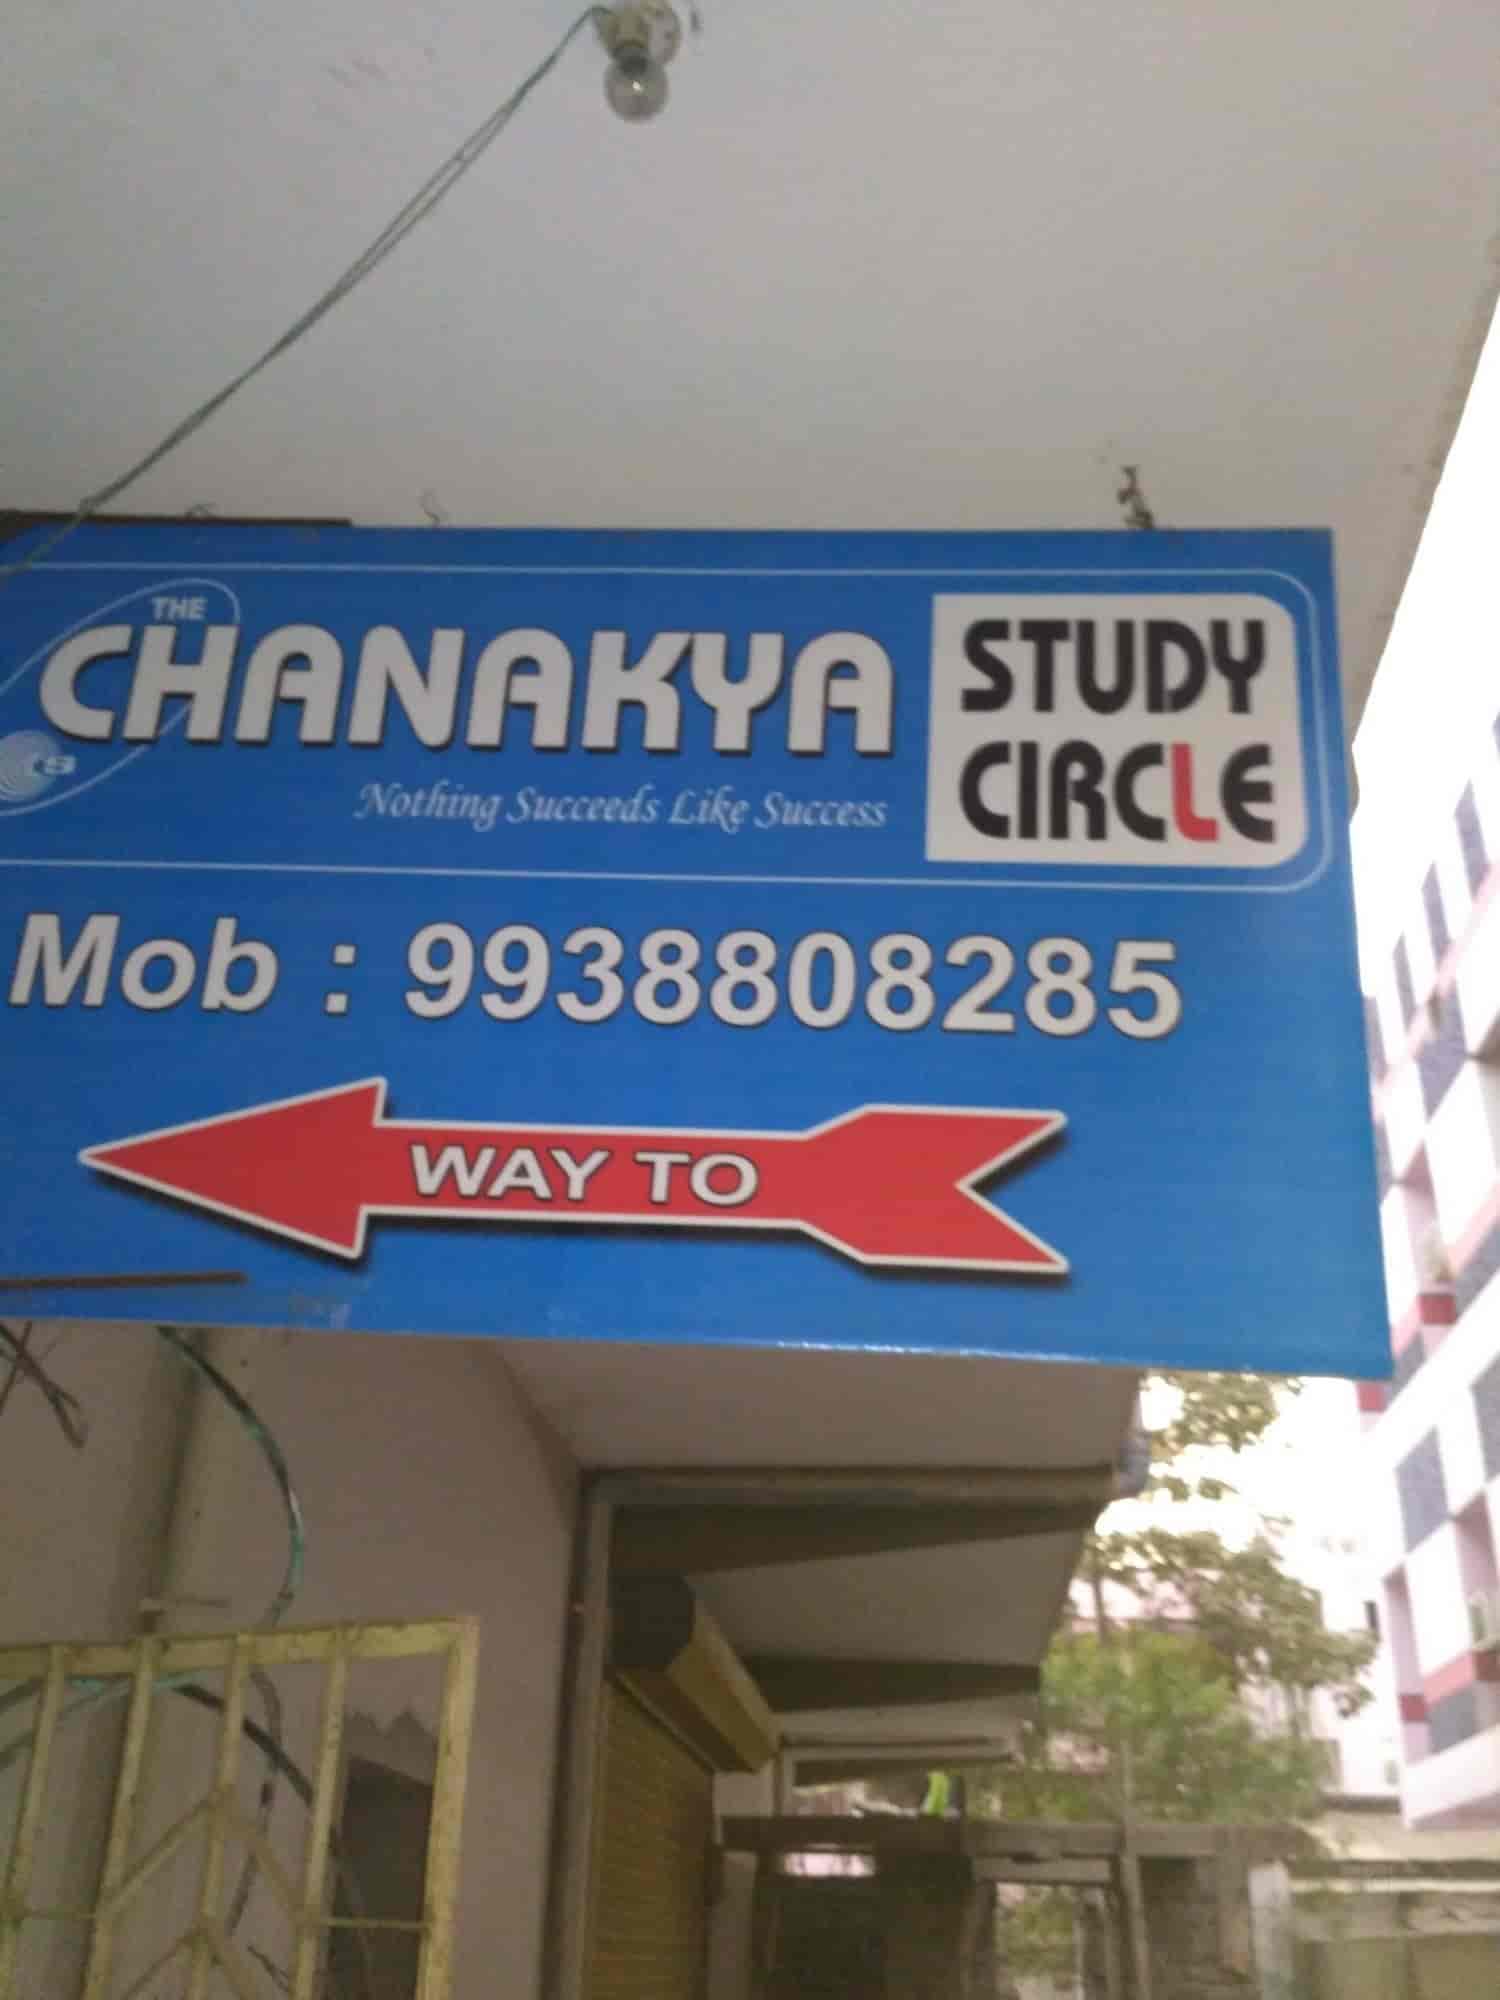 THE
CHANAKYA
Nothing Succeeds Like Success
STUDY
CIRCLE
Mob : 9938808285
WAY TO